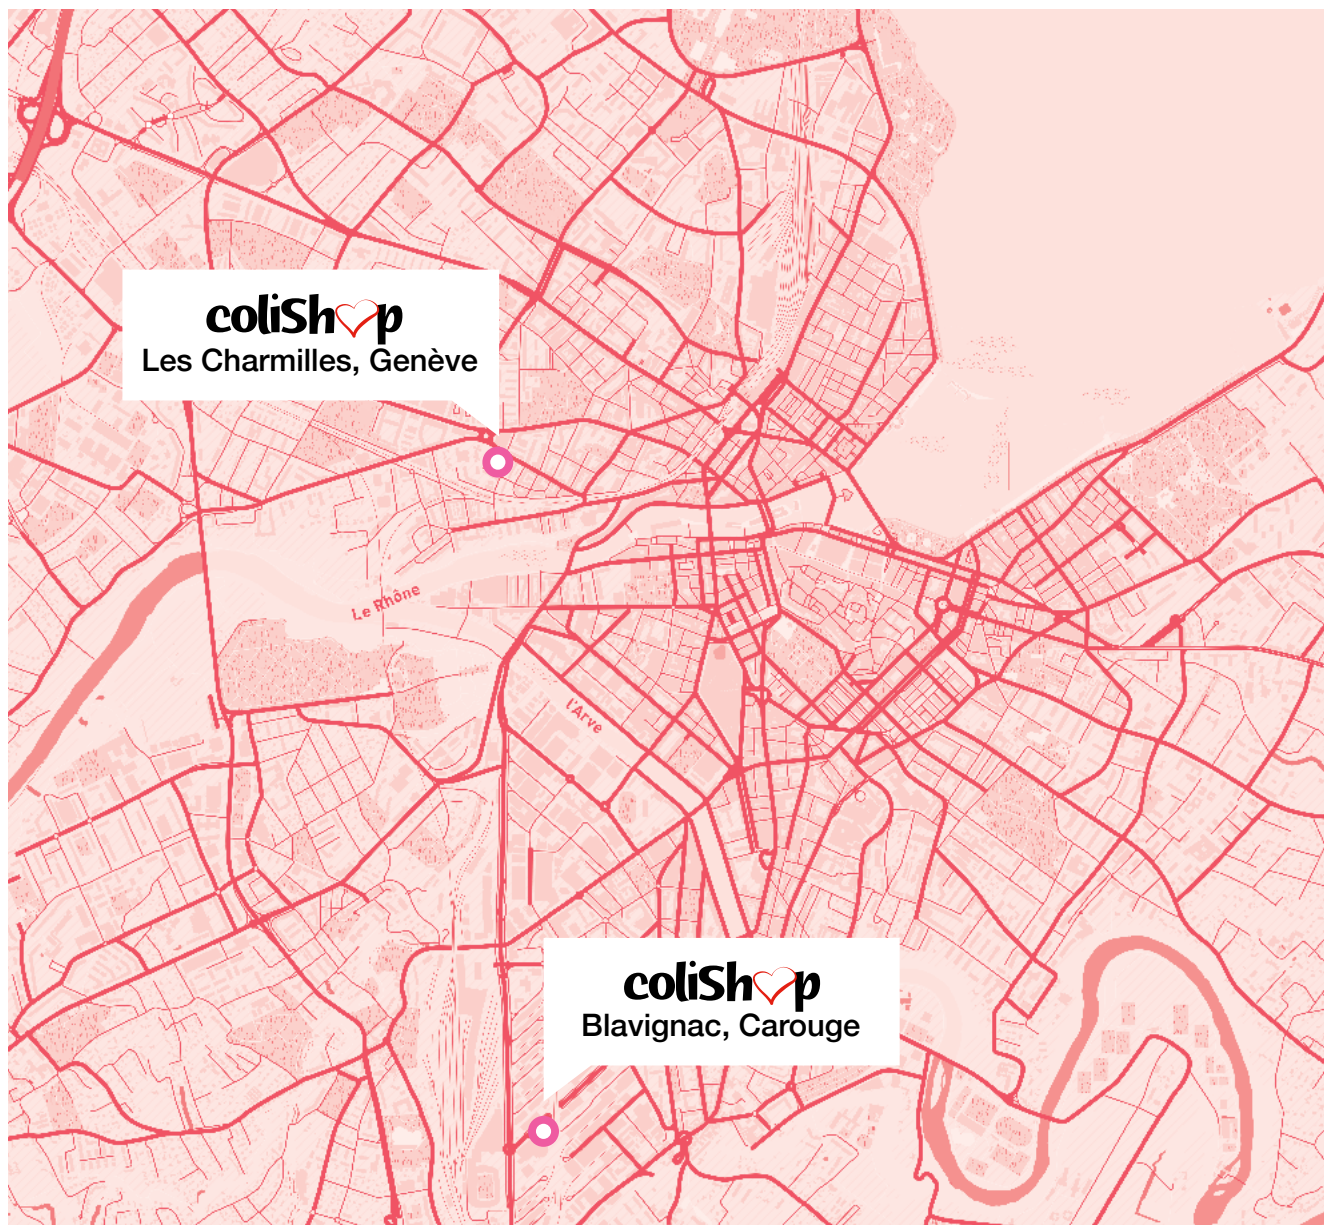 coliShop
Les Charmilles, Genève
Le Rhône
l'Arve
coliShop
Blavignac, Carouge